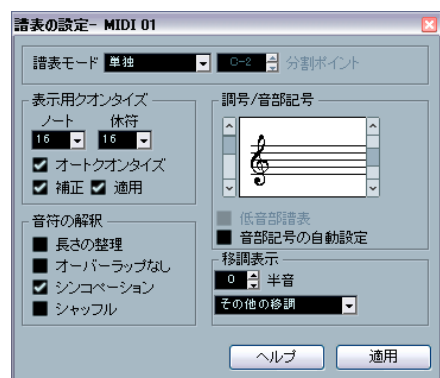 譜表の設定- MIDI 01
譜表モード 単独 C-2 分割ポイント
表示用クオンタイズ
ノート 休符
16 16
オートクオンタイズ
補正 適用
調号/音部記号
低音部譜表
音部記号の自動設定
音符の解釈
長さの整理
オーバーラップなし
シンコペーション
シャッフル
移調表示
0 半音
その他の移調
ヘルプ 適用